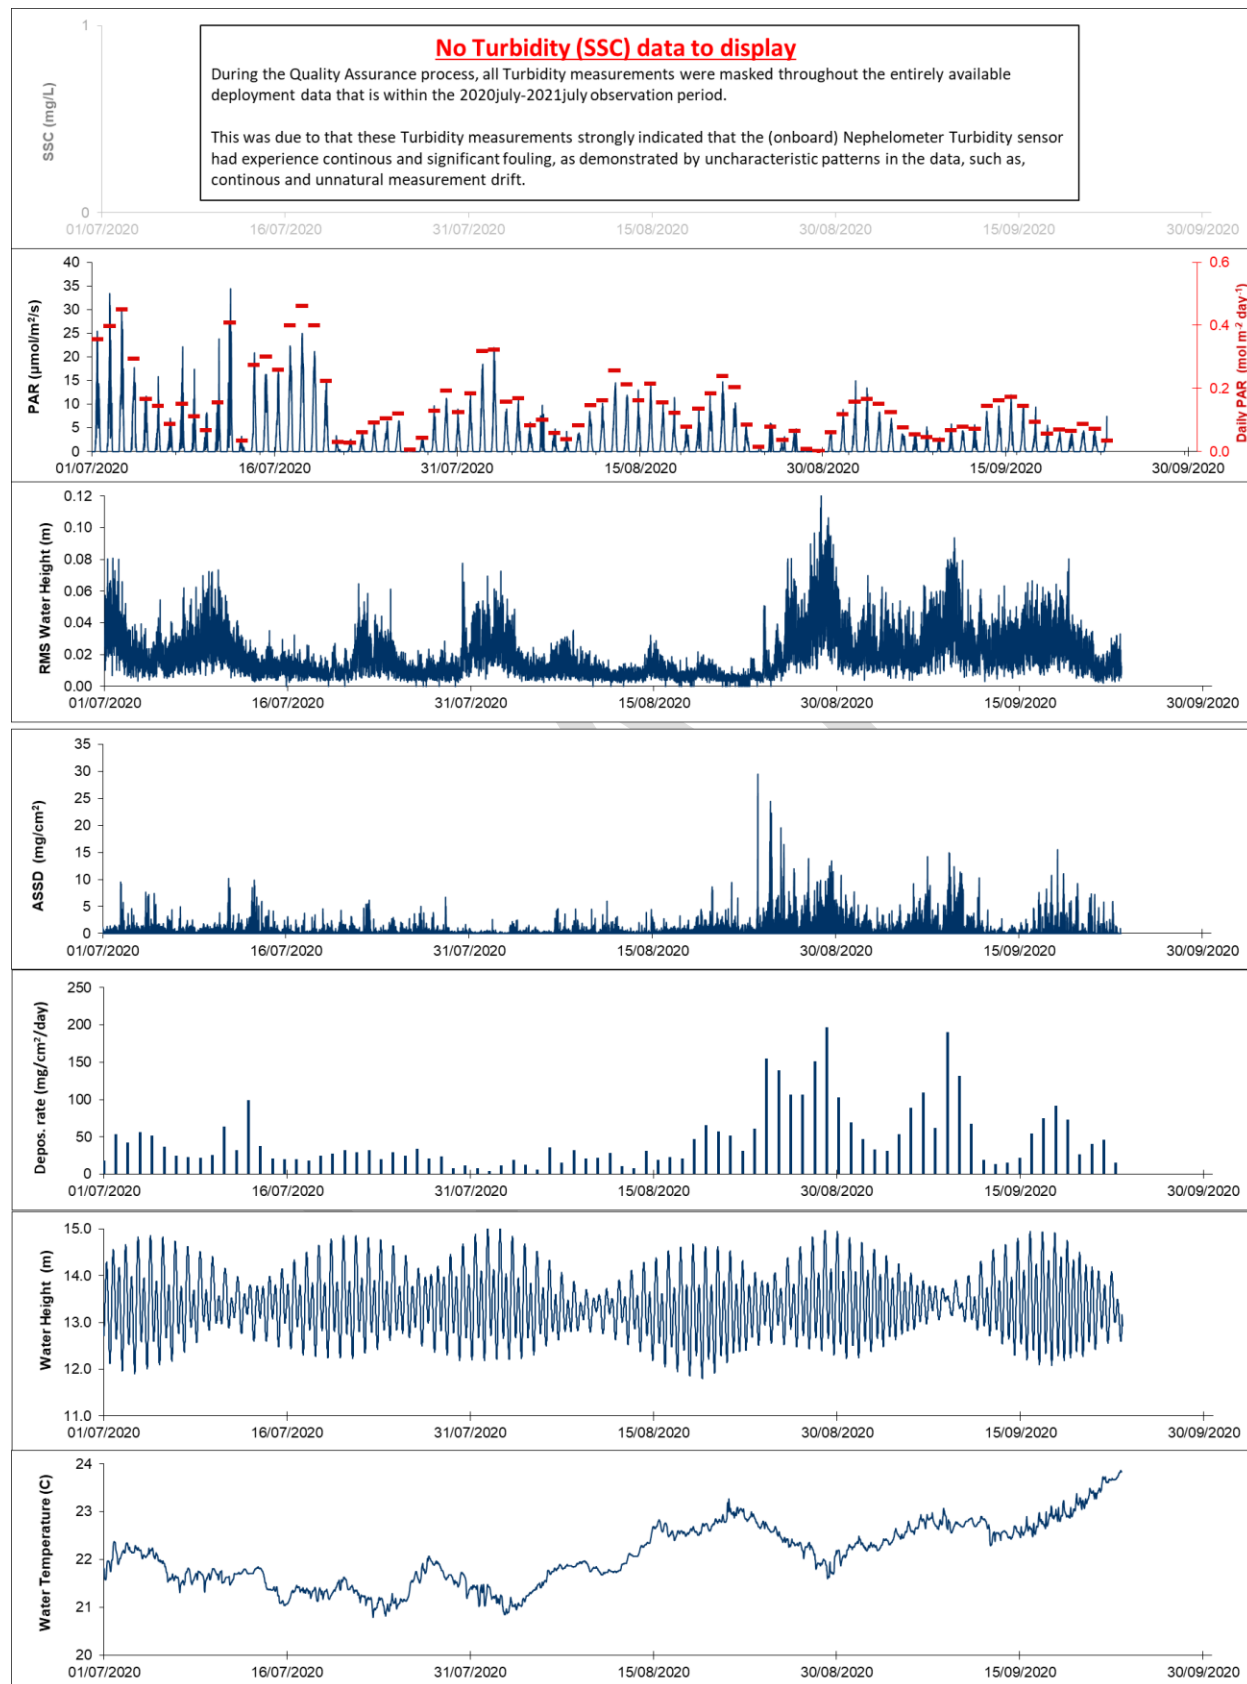 No Turbidity (SSC) data to display
During the Quality Assurance process, all Turbidity measurements were masked throughout the entirely available
deployment data that is within the 2020july-2021july observation period.
This was due to that these Turbidity measurements strongly indicated that the (onboard) Nephelometer Turbidity sensor
had experience continous and significant fouling, as demonstrated by uncharacteristic patterns in the data, such as,
continous and unnatural measurement drift.
SSC (mg/L)
1
0
01/07/2020 16/07/2020 31/07/2020 15/08/2020 30/08/2020 15/09/2020 30/09/2020
PAR (µmol/m²/s)
40
35
30
25
20
15
10
5
0
Daily PAR (mol m⁻² day⁻¹)
0.6
0.4
0.2
0.0
01/07/2020 16/07/2020 31/07/2020 15/08/2020 30/08/2020 15/09/2020 30/09/2020
RMS Water Height (m)
0.12
0.10
0.08
0.06
0.04
0.02
0.00
01/07/2020 16/07/2020 31/07/2020 15/08/2020 30/08/2020 15/09/2020 30/09/2020
ASSD (mg/cm²)
35
30
25
20
15
10
5
0
01/07/2020 16/07/2020 31/07/2020 15/08/2020 30/08/2020 15/09/2020 30/09/2020
Depos. rate (mg/cm²/day)
250
200
150
100
50
0
01/07/2020 16/07/2020 31/07/2020 15/08/2020 30/08/2020 15/09/2020 30/09/2020
Water Height (m)
15.0
14.0
13.0
12.0
11.0
01/07/2020 16/07/2020 31/07/2020 15/08/2020 30/08/2020 15/09/2020 30/09/2020
Water Temperature (C)
24
23
22
21
20
01/07/2020 16/07/2020 31/07/2020 15/08/2020 30/08/2020 15/09/2020 30/09/2020